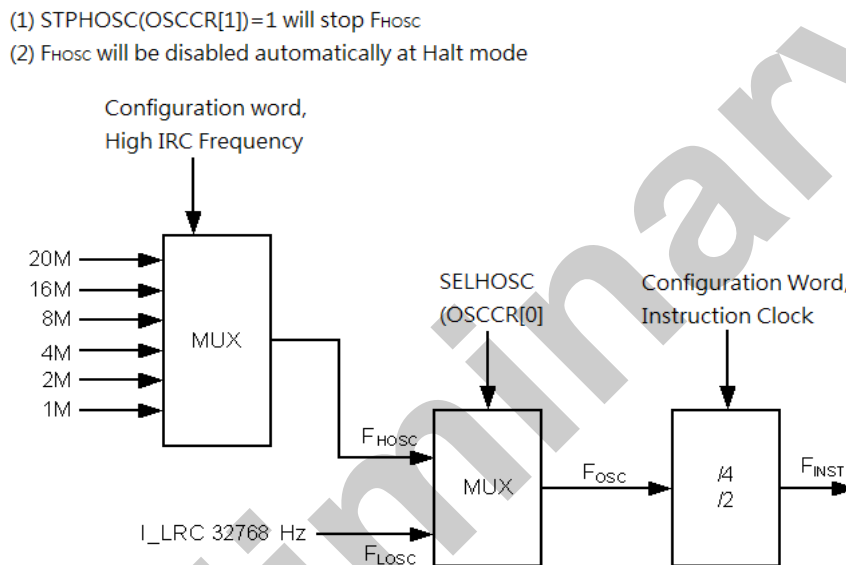 (1) STPHOSC(OSCCR[1])=1 will stop FHOSC
(2) FHOSC will be disabled automatically at Halt mode
Configuration word,
High IRC Frequency
20M
16M
8M
4M
2M
1M
MUX
SELHOSC
(OSCCR[0]
Configuration Word,
Instruction Clock
FHOSC
MUX
FOSC
/4
/2
FINST
I_LRC 32768 Hz
FLOSC
liminary